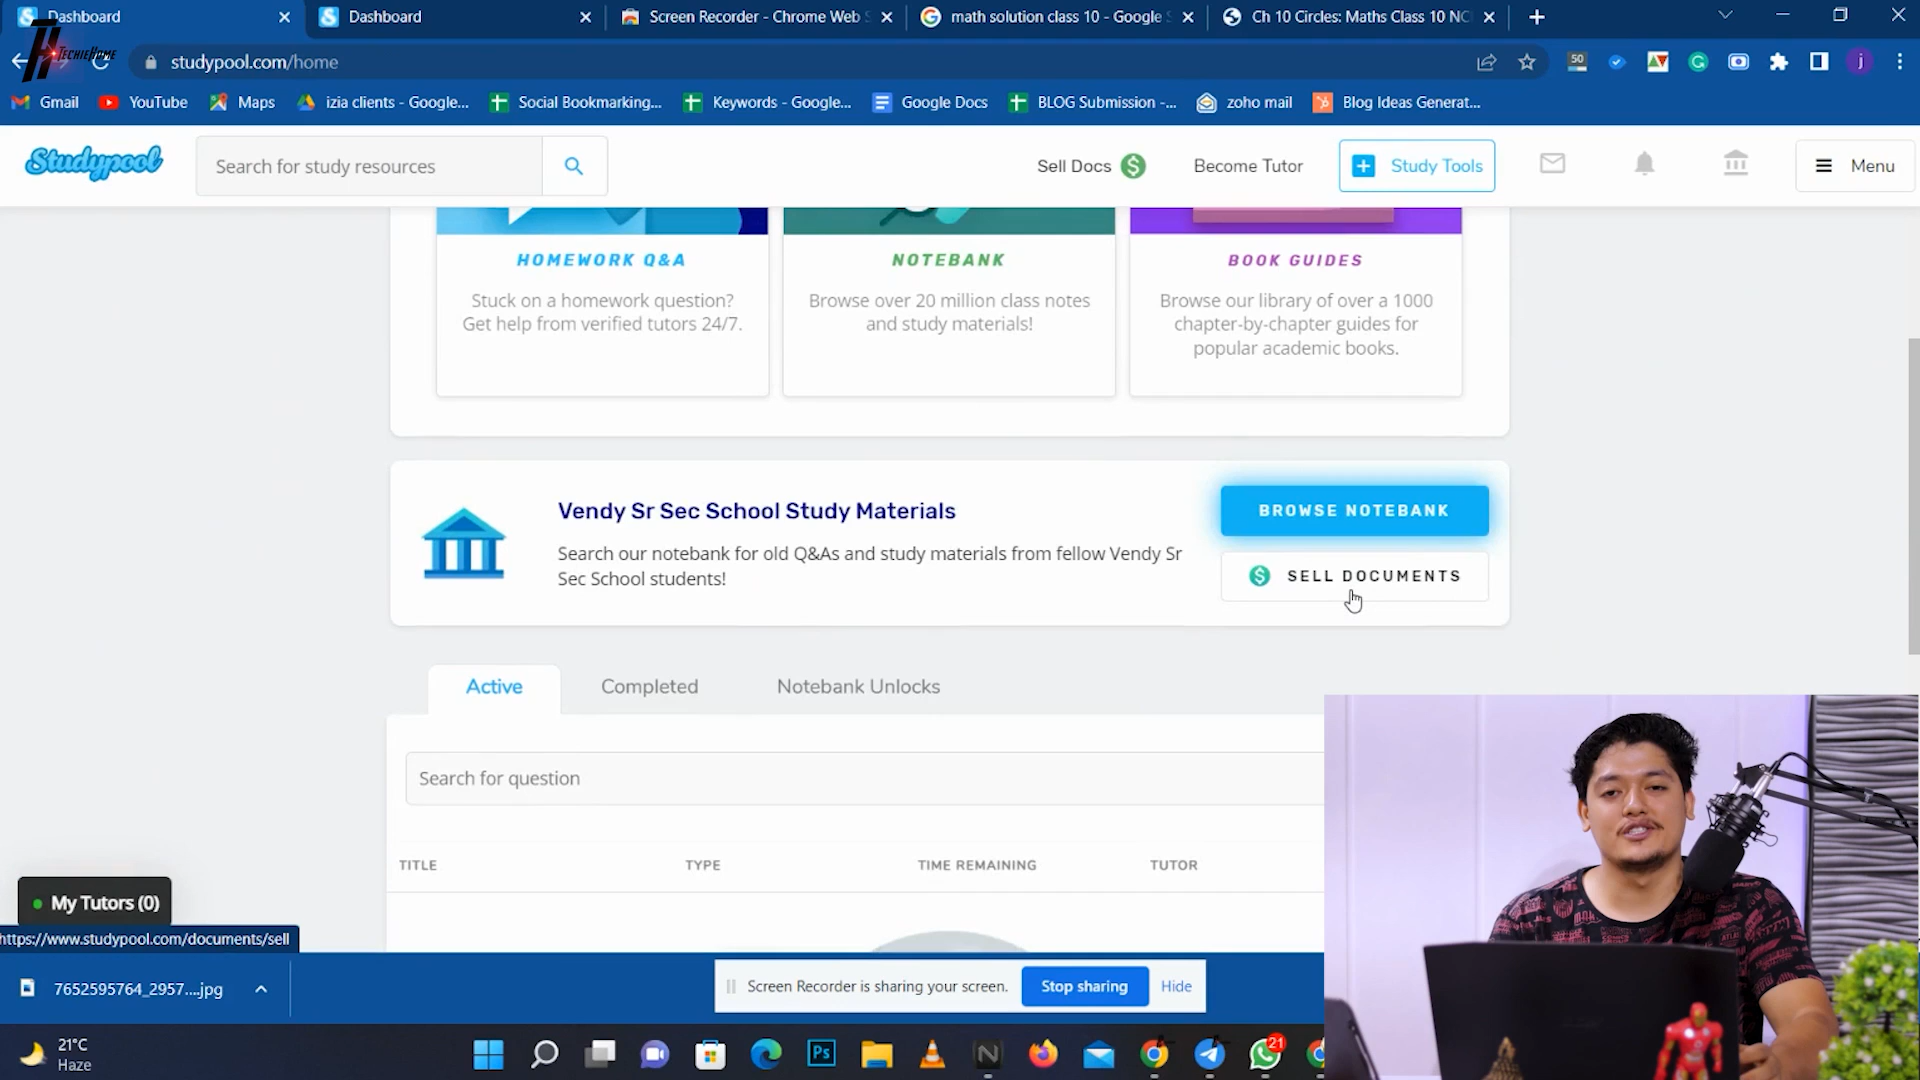 Dashboard
Dashboard
Screen Recorder - Chrome Web S
math solution class 10 - Google S
Ch 10 Circles: Maths Class 10 NC
TECHIEHOME
studypool.com/home
50
j
Gmail
YouTube
Maps
izia clients - Google...
Social Bookmarking...
Keywords - Google...
Google Docs
BLOG Submission -...
zoho mail
Blog Ideas Generat...
Studypool
Search for study resources
Sell Docs
Become Tutor
Study Tools
Menu
HOMEWORK Q&A
Stuck on a homework question?
Get help from verified tutors 24/7.
NOTEBANK
Browse over 20 million class notes
and study materials!
BOOK GUIDES
Browse our library of over a 1000
chapter-by-chapter guides for
popular academic books.
Vendy Sr Sec School Study Materials
Search our notebank for old Q&As and study materials from fellow Vendy Sr
Sec School students!
BROWSE NOTEBANK
SELL DOCUMENTS
Active
Completed
Notebank Unlocks
Search for question
TITLE
TYPE
TIME REMAINING
TUTOR
My Tutors (0)
https://www.studypool.com/documents/sell
7652595764_2957....jpg
Screen Recorder is sharing your screen.
Stop sharing
Hide
21°C
Haze
Ps
N
21